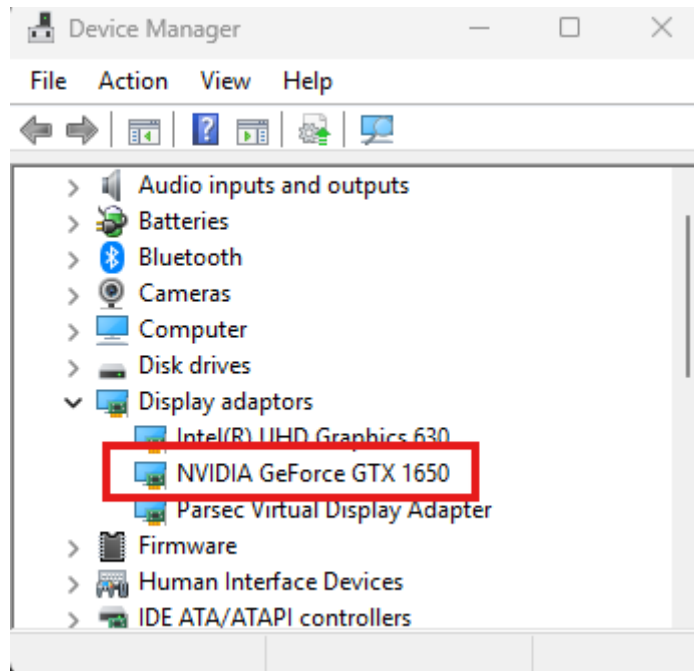 Device Manager
File Action View Help
Audio inputs and outputs
Batteries
Bluetooth
Cameras
Computer
Disk drives
Display adaptors
Intel(R) UHD Graphics 630
NVIDIA GeForce GTX 1650
Parsec Virtual Display Adapter
Firmware
Human Interface Devices
IDE ATA/ATAPI controllers